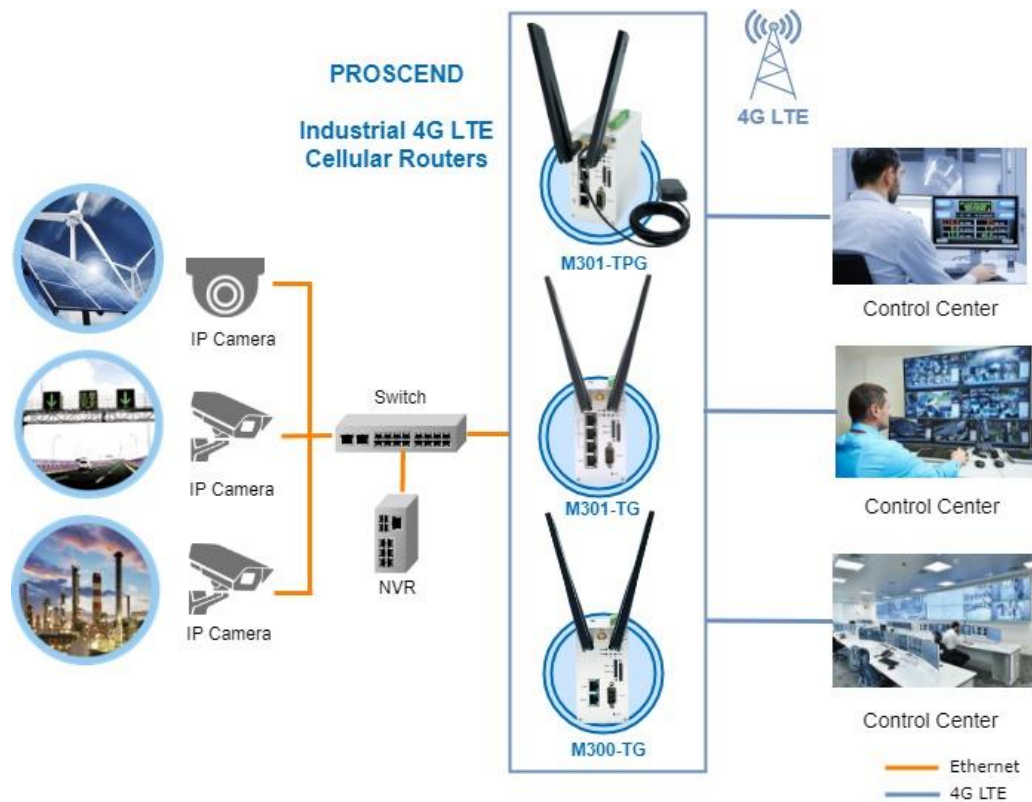 PROSCEND
Industrial 4G LTE
Cellular Routers
4G LTE
M301-TPG
Control Center
IP Camera
Switch
IP Camera
M301-TG
Control Center
NVR
IP Camera
M300-TG
Control Center
Ethernet
4G LTE